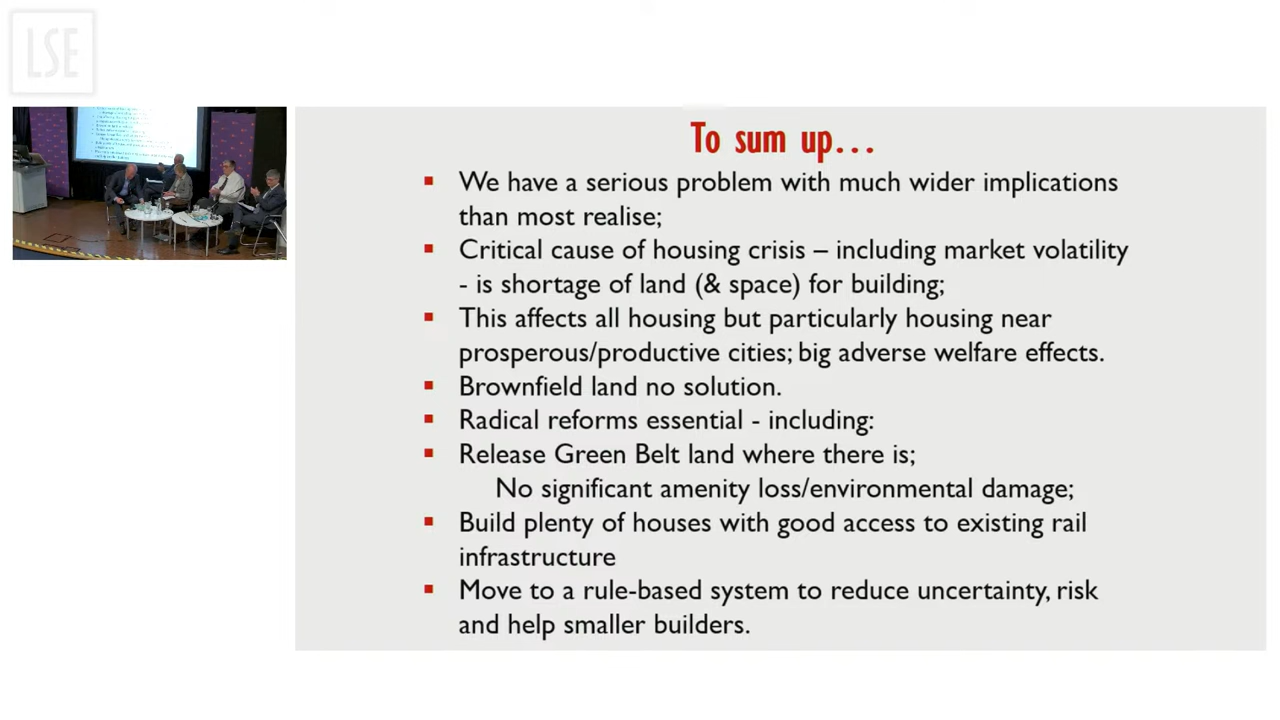 LSE
To sum up...
▪ We have a serious problem with much wider implications
than most realise;
▪ Critical cause of housing crisis – including market volatility
- is shortage of land (& space) for building;
▪ This affects all housing but particularly housing near
prosperous/productive cities; big adverse welfare effects.
▪ Brownfield land no solution.
▪ Radical reforms essential - including:
▪ Release Green Belt land where there is;
No significant amenity loss/environmental damage;
▪ Build plenty of houses with good access to existing rail
infrastructure
▪ Move to a rule-based system to reduce uncertainty, risk
and help smaller builders.